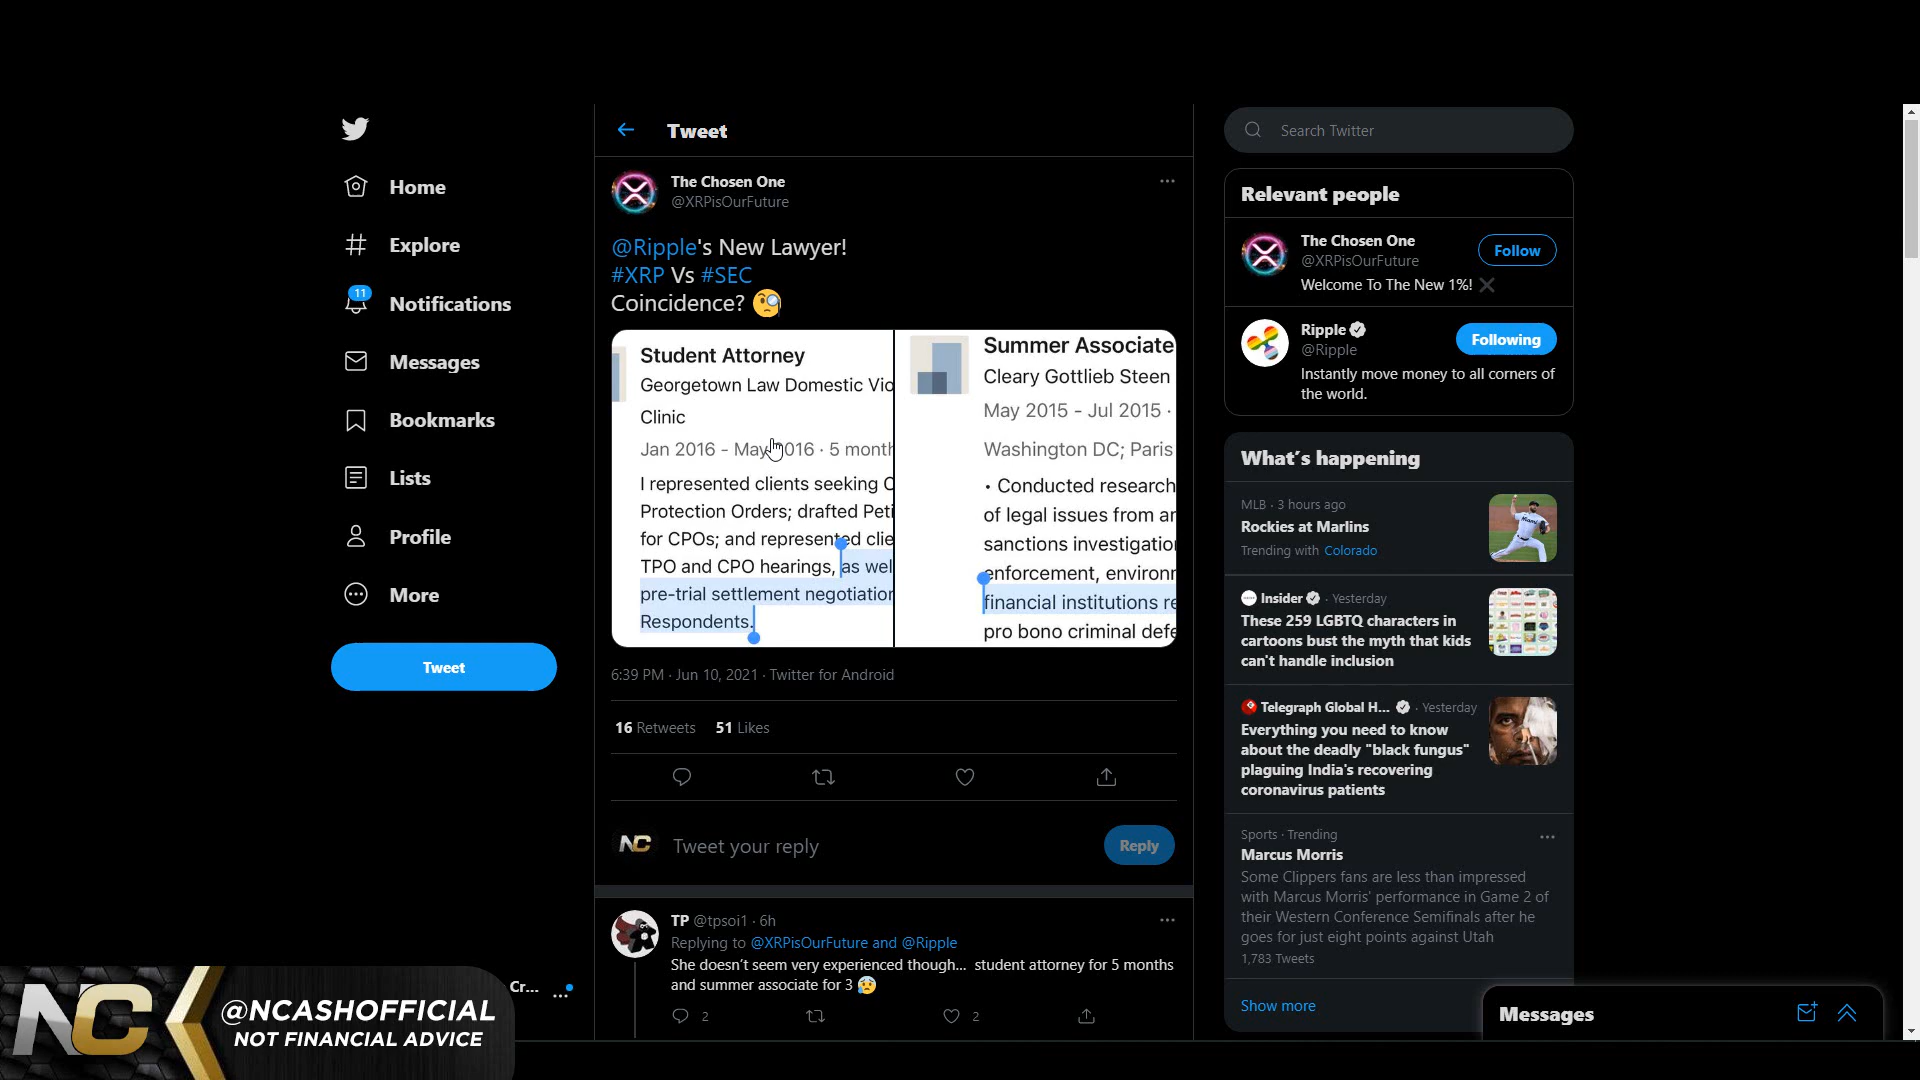 Home
Explore
11
Notifications
Messages
Bookmarks
Lists
Profile
More
Tweet
Cr...
Tweet
The Chosen One
@XRPisOurFuture
@Ripple's New Lawyer!
#XRP Vs #SEC
Coincidence?
Student Attorney
Georgetown Law Domestic Vio
Clinic
Jan 2016 - May 2016 · 5 month
I represented clients seeking C
Protection Orders; drafted Peti
for CPOs; and represented clie
TPO and CPO hearings, as wel
pre-trial settlement negotiation
Respondents.
Summer Associate
Cleary Gottlieb Steen
May 2015 - Jul 2015 ·
Washington DC; Paris
• Conducted research
of legal issues from an
sanctions investigation
enforcement, environm
financial institutions re
pro bono criminal defe
6:39 PM · Jun 10, 2021 · Twitter for Android
16 Retweets 51 Likes
NC Tweet your reply
Reply
TP @tpsoi1 · 6h
Replying to @XRPisOurFuture and @Ripple
She doesn't seem very experienced though... student attorney for 5 months
and summer associate for 3
2
2
Search Twitter
Relevant people
The Chosen One
@XRPisOurFuture
Follow
Welcome To The New 1%!
Ripple
@Ripple
Following
Instantly move money to all corners of
the world.
What's happening
MLB · 3 hours ago
Rockies at Marlins
Trending with Colorado
Insider · Yesterday
These 259 LGBTQ characters in
cartoons bust the myth that kids
can't handle inclusion
Telegraph Global H... · Yesterday
Everything you need to know
about the deadly "black fungus"
plaguing India's recovering
coronavirus patients
Sports · Trending
Marcus Morris
Some Clippers fans are less than impressed
with Marcus Morris' performance in Game 2 of
their Western Conference Semifinals after he
goes for just eight points against Utah
1,783 Tweets
Show more
Messages
NC
@NCASHOFFICIAL
NOT FINANCIAL ADVICE